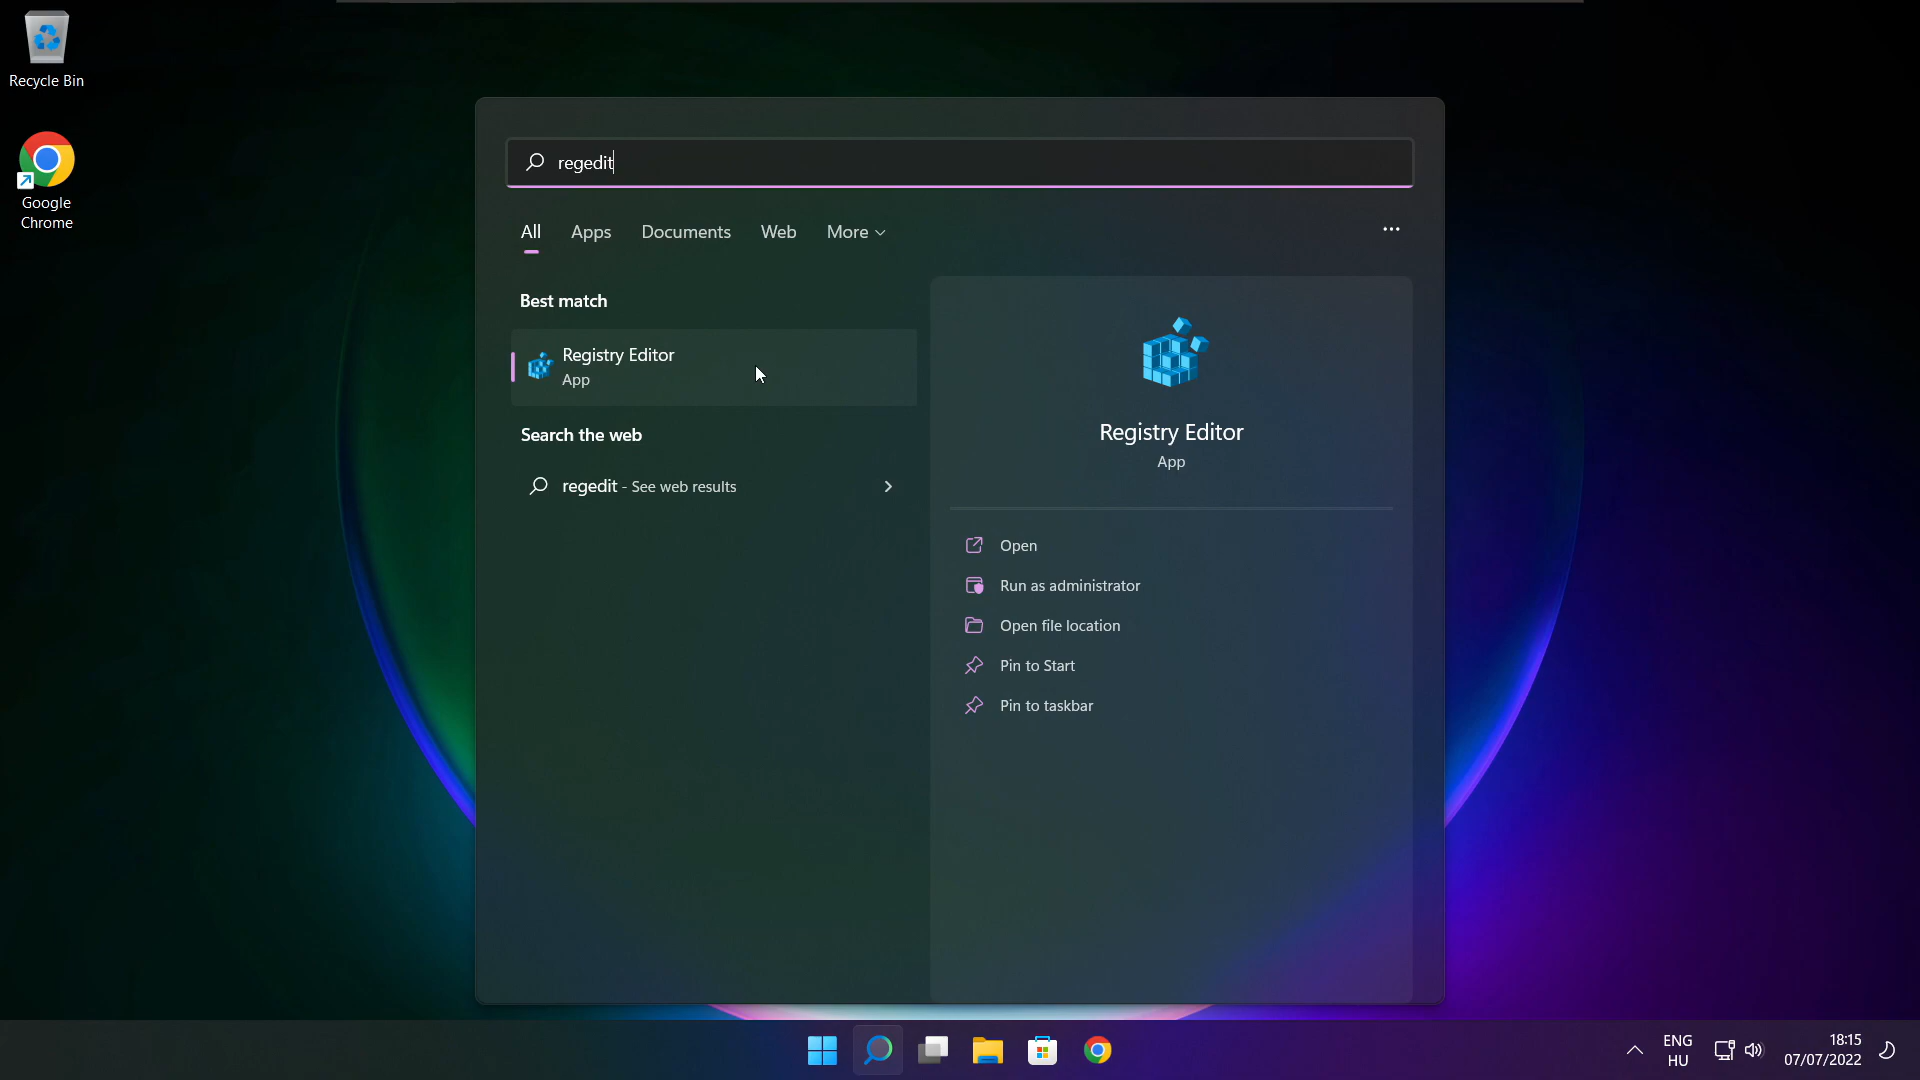 Recycle Bin
Google
Chrome
regedit
All Apps Documents Web More
Best match
Registry Editor
App
Search the web
regedit - See web results
Registry Editor
App
Open
Run as administrator
Open file location
Pin to Start
Pin to taskbar
ENG
HU
18:15
07/07/2022